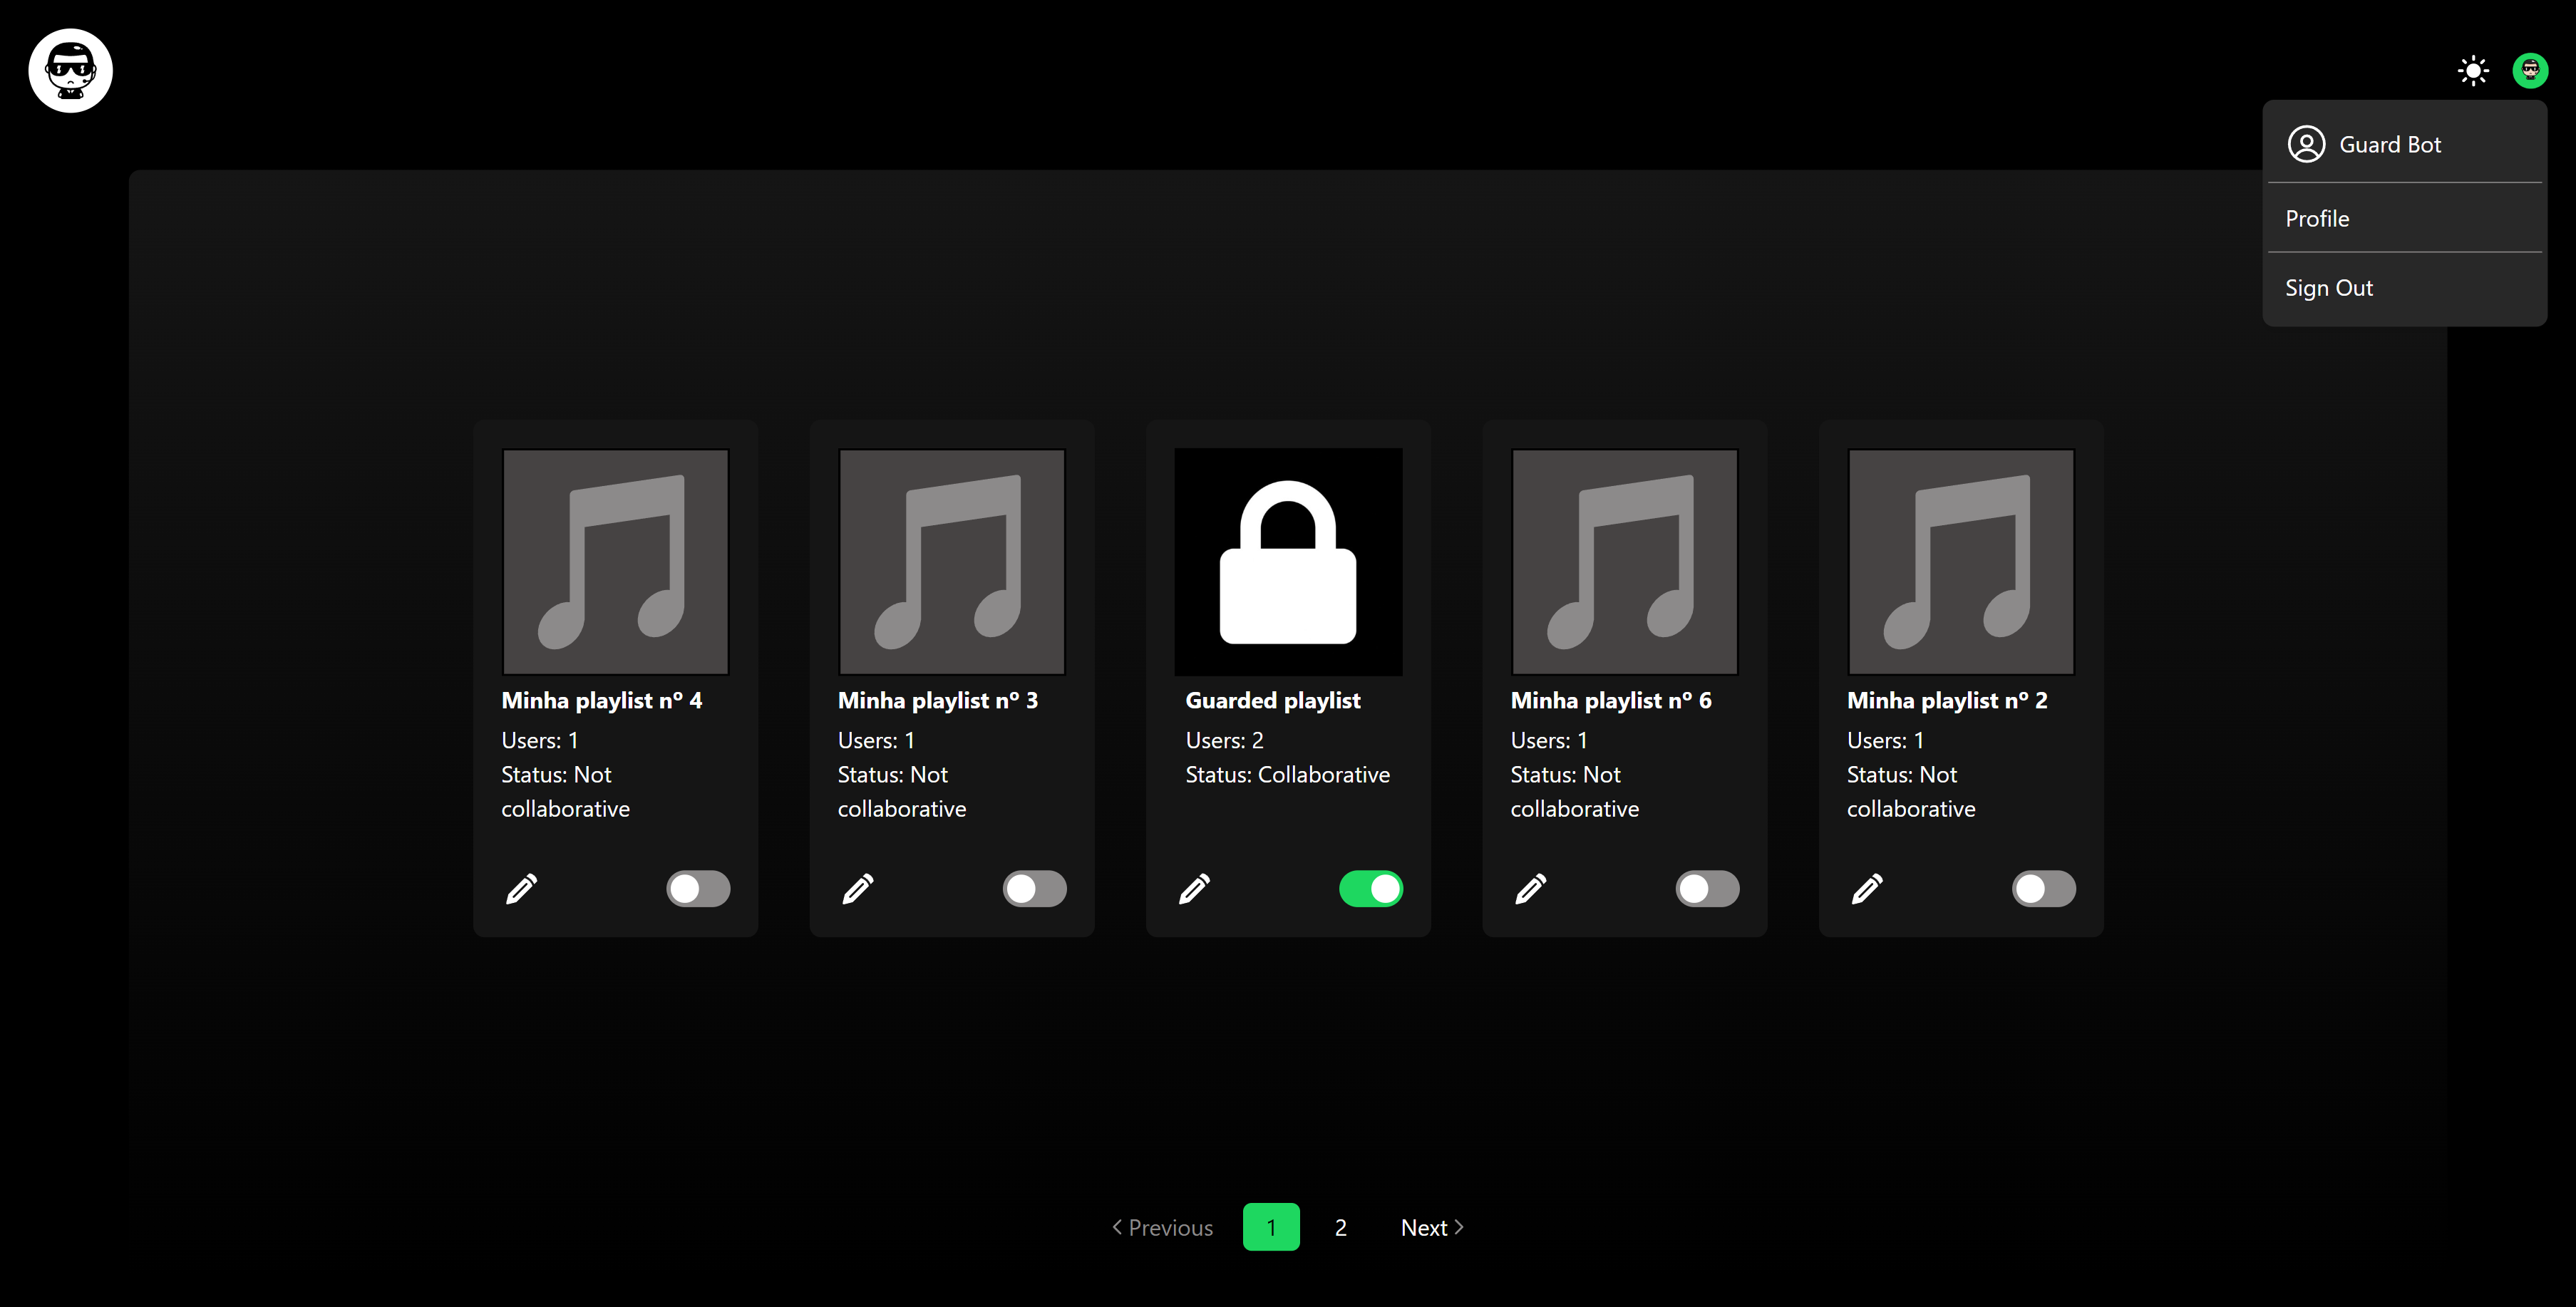 Guard Bot
Profile
Sign Out
Minha playlist nº 4
Users: 1
Status: Not
collaborative
Minha playlist nº 3
Users: 1
Status: Not
collaborative
Guarded playlist
Users: 2
Status: Collaborative
Minha playlist nº 6
Users: 1
Status: Not
collaborative
Minha playlist nº 2
Users: 1
Status: Not
collaborative
Previous 1 2 Next